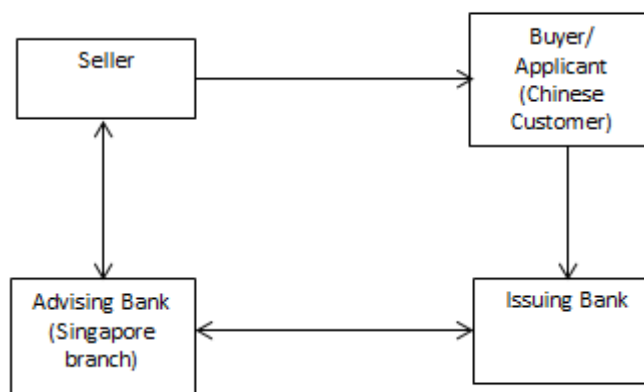 Seller
Buyer/
Applicant
(Chinese
Customer)
Advising Bank
(Singapore
branch)
Issuing Bank